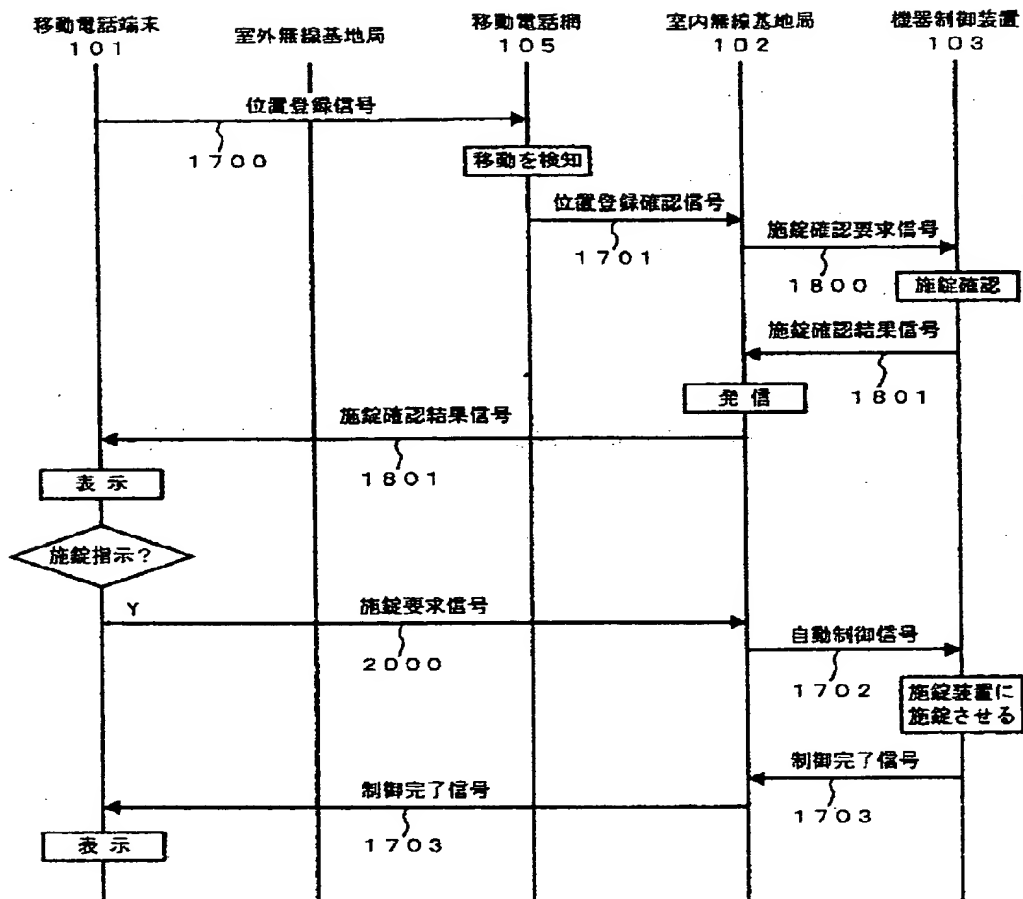 移動電話端末
１０１
室外無線基地局
移動電話網
１０５
室内無線基地局
１０２
機器制御装置
１０３
位置登録信号
１７００
移動を検知
位置登録確認信号
１７０１
施錠確認要求信号
１８００
施錠確認
施錠確認結果信号
１８０１
発信
施錠確認結果信号
１８０１
表示
施錠指示？
Y
施錠要求信号
２０００
自動制御信号
１７０２
施錠装置に
施錠させる
制御完了信号
１７０３
制御完了信号
１７０３
表示